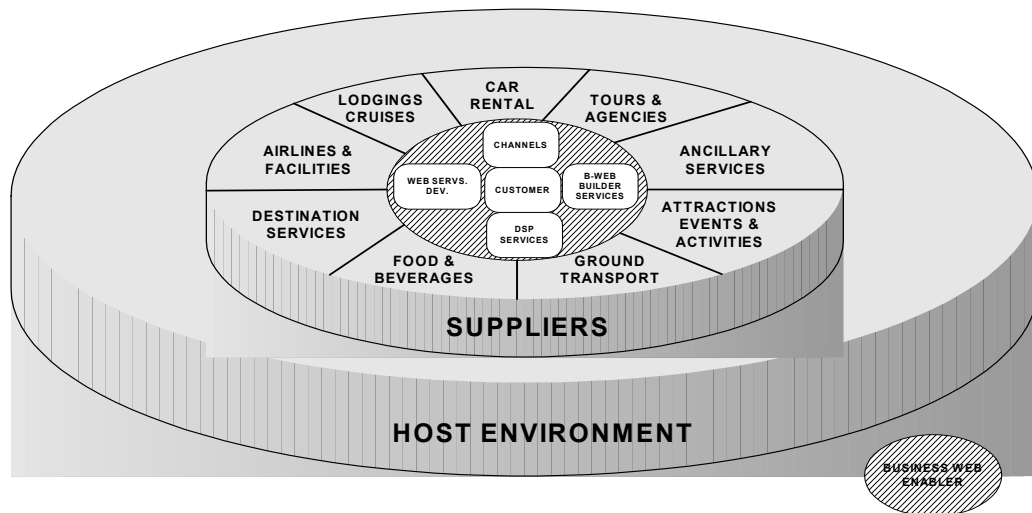 CAR
RENTAL
LODGINGS
CRUISES
TOURS &
AGENCIES
AIRLINES &
FACILITIES
ANCILLARY
SERVICES
CHANNELS
WEB SERVS.
DEV.
CUSTOMER
B-WEB
BUILDER
SERVICES
DSP
SERVICES
DESTINATION
SERVICES
ATTRACTIONS
EVENTS &
ACTIVITIES
FOOD &
BEVERAGES
GROUND
TRANSPORT
SUPPLIERS
HOST ENVIRONMENT
BUSINESS WEB
ENABLER